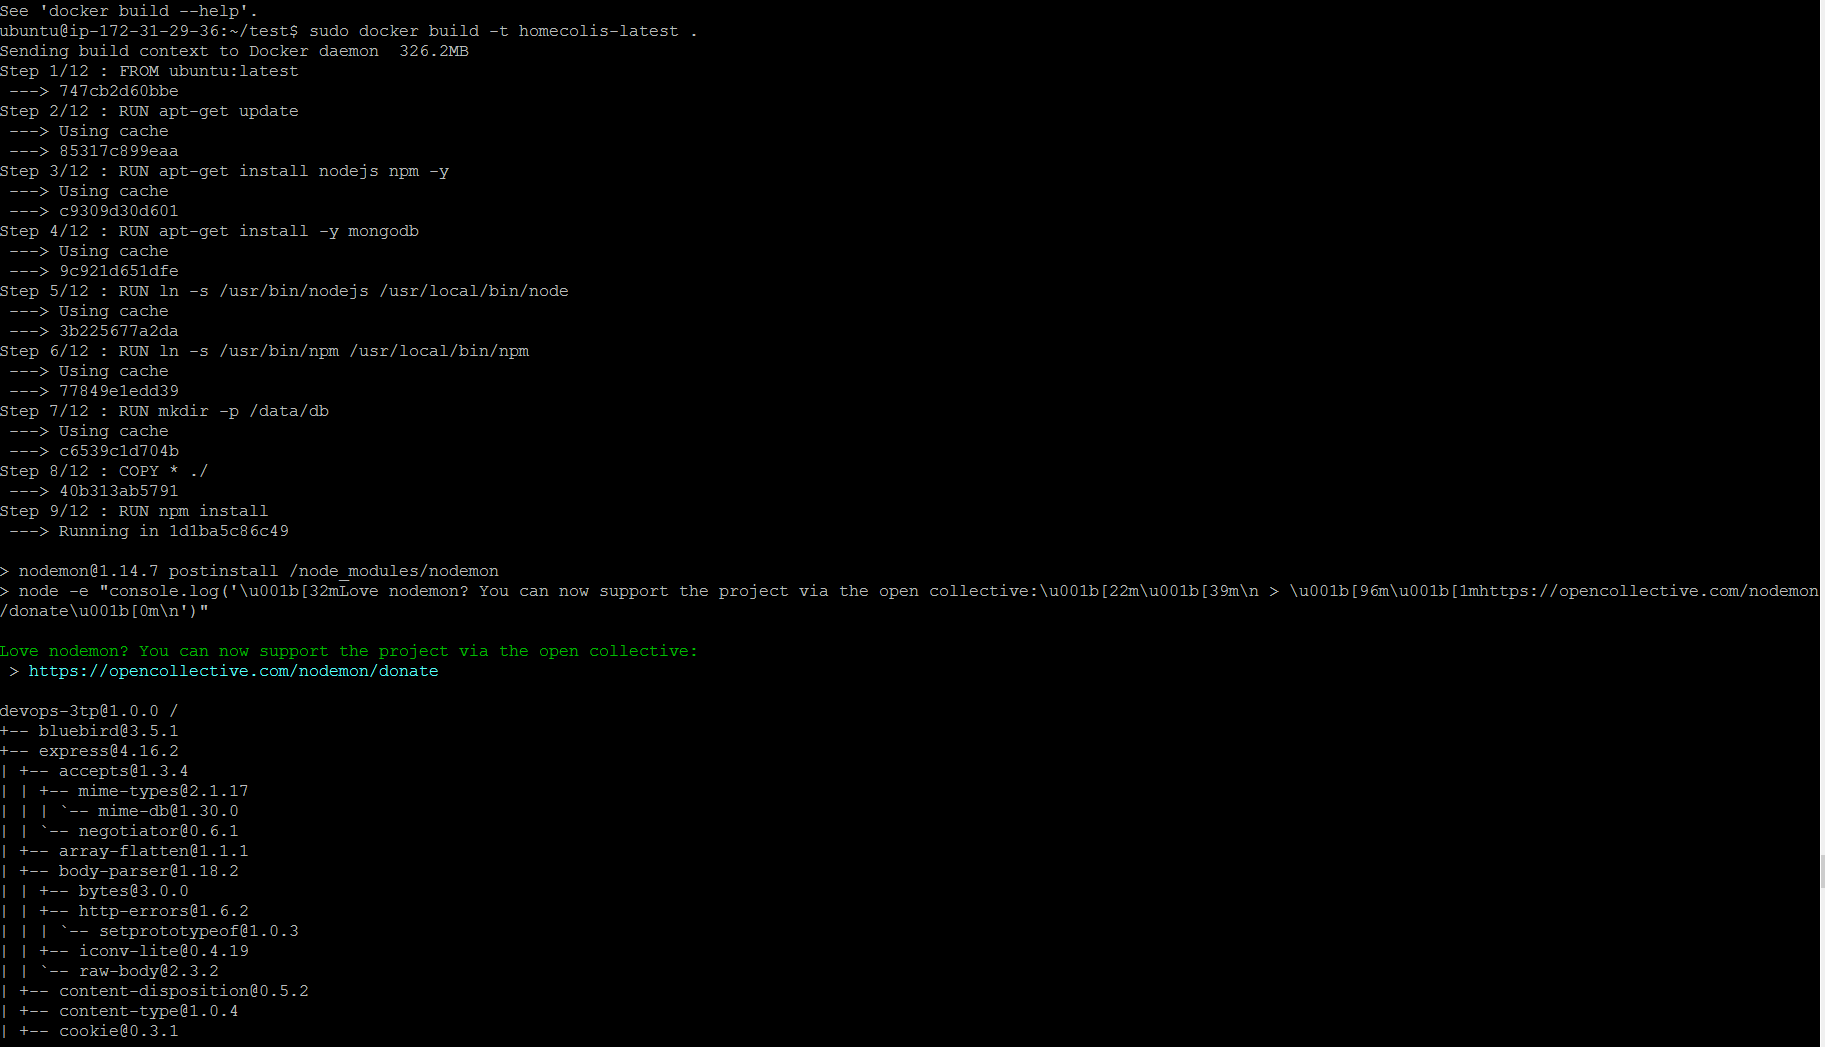 See 'docker build --help'.
ubuntu@ip-172-31-29-36:~/test$ sudo docker build -t homecolis-latest .
Sending build context to Docker daemon  326.2MB
Step 1/12 : FROM ubuntu:latest
 ---> 747cb2d60bbe
Step 2/12 : RUN apt-get update
 ---> Using cache
 ---> 85317c899eaa
Step 3/12 : RUN apt-get install nodejs npm -y
 ---> Using cache
 ---> c9309d30d601
Step 4/12 : RUN apt-get install -y mongodb
 ---> Using cache
 ---> 9c921d651dfe
Step 5/12 : RUN ln -s /usr/bin/nodejs /usr/local/bin/node
 ---> Using cache
 ---> 3b225677a2da
Step 6/12 : RUN ln -s /usr/bin/npm /usr/local/bin/npm
 ---> Using cache
 ---> 77849e1edd39
Step 7/12 : RUN mkdir -p /data/db
 ---> Using cache
 ---> c6539c1d704b
Step 8/12 : COPY * ./
 ---> 40b313ab5791
Step 9/12 : RUN npm install
 ---> Running in 1d1ba5c86c49

> nodemon@1.14.7 postinstall /node_modules/nodemon
> node -e "console.log('\u001b[32mLove nodemon? You can now support the project via the open collective:\u001b[22m\u001b[39m\n > \u001b[96m\u001b[1mhttps://opencollective.com/nodemon
/donate\u001b[0m\n')"

Love nodemon? You can now support the project via the open collective:
 > https://opencollective.com/nodemon/donate

devops-3tp@1.0.0 /
+-- bluebird@3.5.1
+-- express@4.16.2
| +-- accepts@1.3.4
| | +-- mime-types@2.1.17
| | | `-- mime-db@1.30.0
| | `-- negotiator@0.6.1
| +-- array-flatten@1.1.1
| +-- body-parser@1.18.2
| | +-- bytes@3.0.0
| | +-- http-errors@1.6.2
| | | `-- setprototypeof@1.0.3
| | +-- iconv-lite@0.4.19
| | `-- raw-body@2.3.2
| +-- content-disposition@0.5.2
| +-- content-type@1.0.4
| +-- cookie@0.3.1